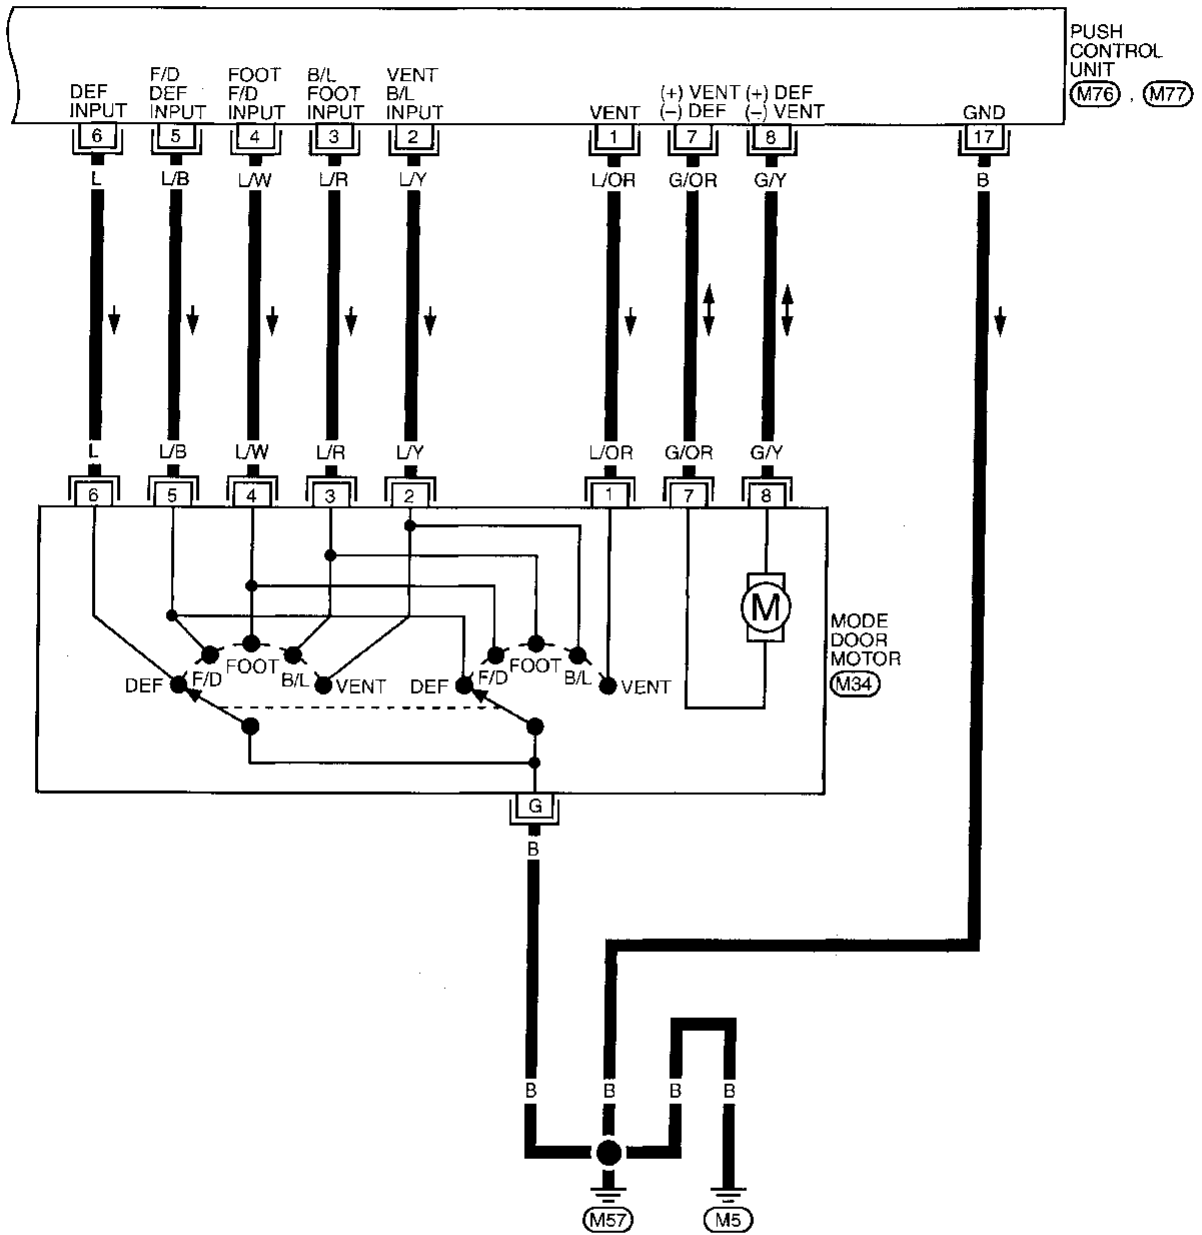 PUSH
CONTROL
UNIT
M76 , M77
DEF
INPUT
F/D
DEF
INPUT
FOOT
F/D
INPUT
B/L
FOOT
INPUT
VENT
B/L
INPUT
VENT
(+) VENT
(−) DEF
(+) DEF
(−) VENT
GND
6 5 4 3 2 1 7 8 17
L L/B L/W L/R L/Y L/OR G/OR G/Y B
L L/B L/W L/R L/Y L/OR G/OR G/Y
6 5 4 3 2 1 7 8
M
MODE
DOOR
MOTOR
M34
DEF F/D FOOT B/L VENT
DEF F/D FOOT B/L VENT
G
B
B B B B
M57 M5